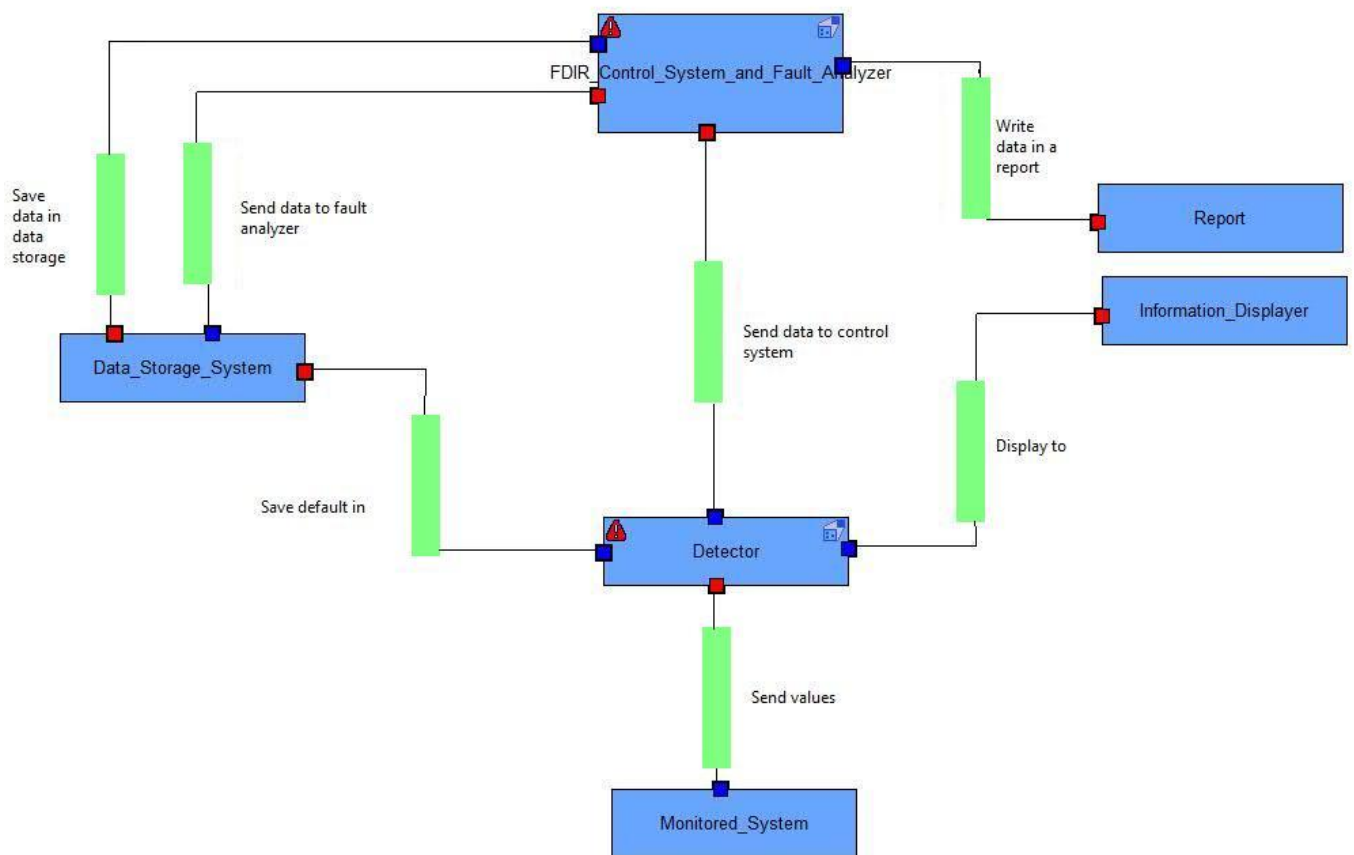 FDIR_Control_System_and_Fault_Analyzer
Write
data in a
report
Save
data in
data
storage
Send data to fault
analyzer
Report
Information_Displayer
Send data to control
system
Data_Storage_System
Display to
Save default in
Detector
Send values
Monitored_System